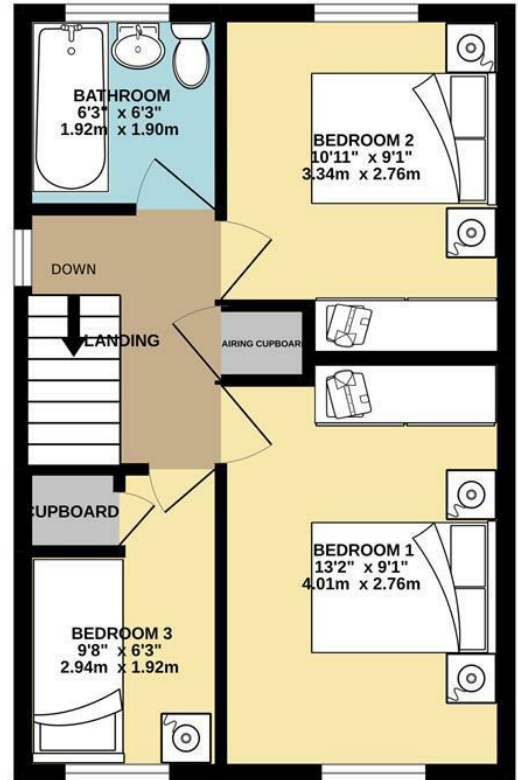 BATHROOM
6'3" x 6'3"
1.92m x 1.90m
BEDROOM 2
10'11" x 9'1"
3.34m x 2.76m
DOWN
LANDING
AIRING CUPBOARD
CUPBOARD
BEDROOM 1
13'2" x 9'1"
4.01m x 2.76m
BEDROOM 3
9'8" x 6'3"
2.94m x 1.92m